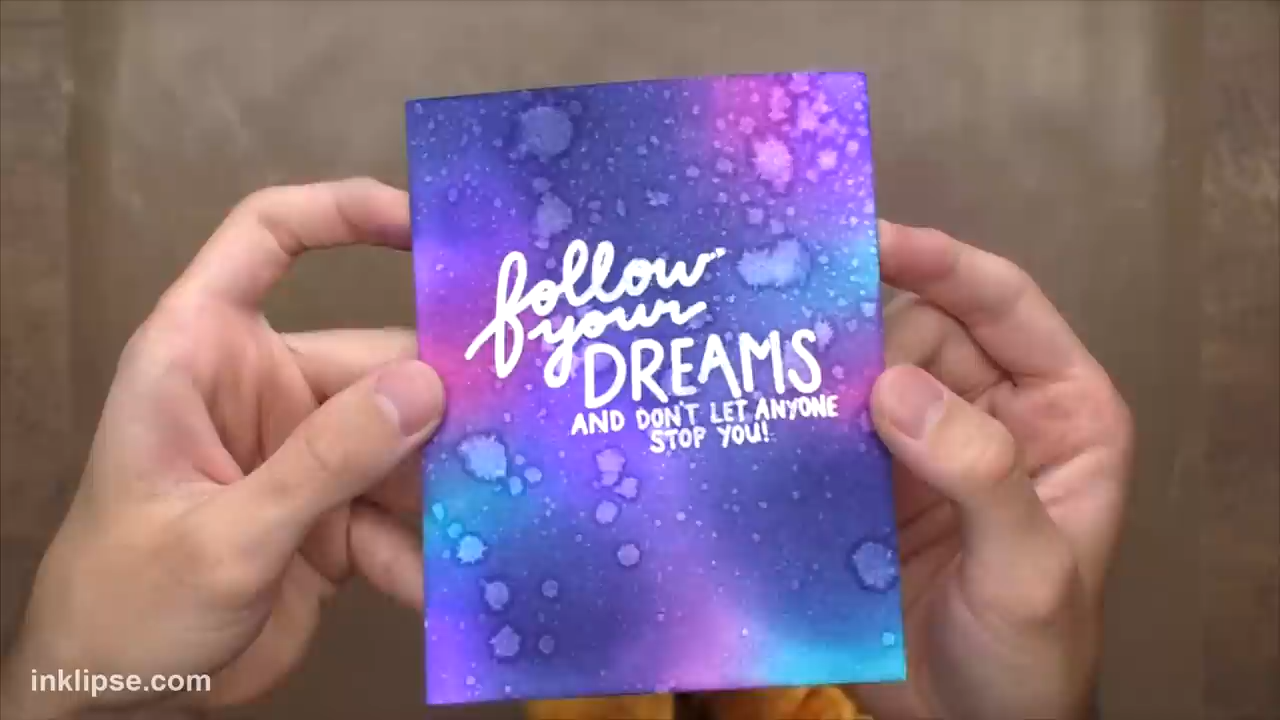 follow
your
DREAMS
AND DON'T LET ANYONE
STOP YOU!
inklipse.com